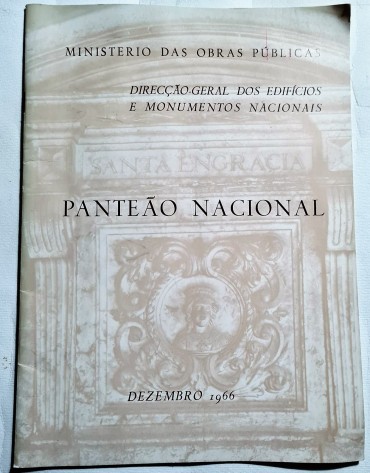 MINISTERIO DAS OBRAS PÚBLICAS
DIRECÇÃO-GERAL DOS EDIFÍCIOS
E MONUMENTOS NACIONAIS
SANTA ENGRACIA
PANTEÃO NACIONAL
DEZEMBRO 1966